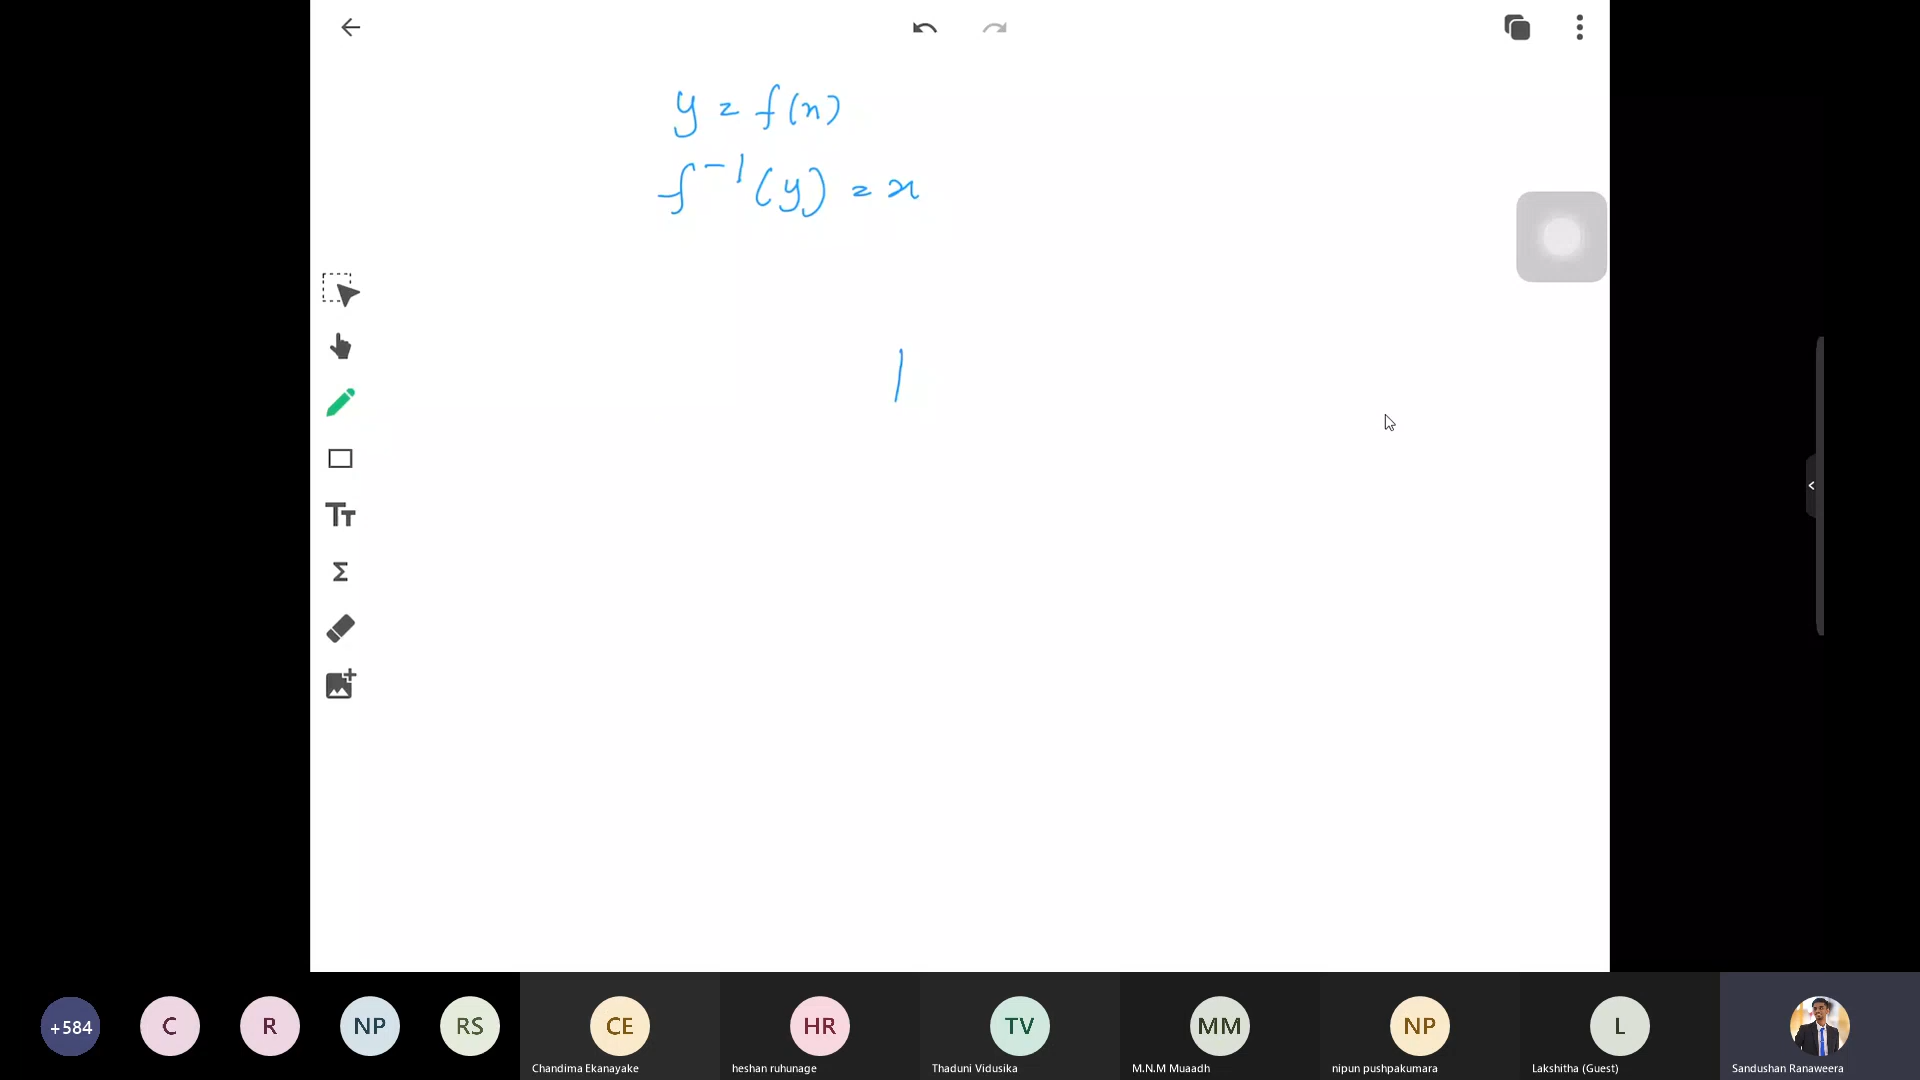 y = f(x)
f⁻¹(y) = x
|
Tт
Σ
<
+584
C
R
NP
RS
CE
HR
TV
MM
NP
L
Chandima Ekanayake
heshan ruhunage
Thaduni Vidusika
M.N.M Muaadh
nipun pushpakumara
Lakshitha (Guest)
Sandushan Ranaweera